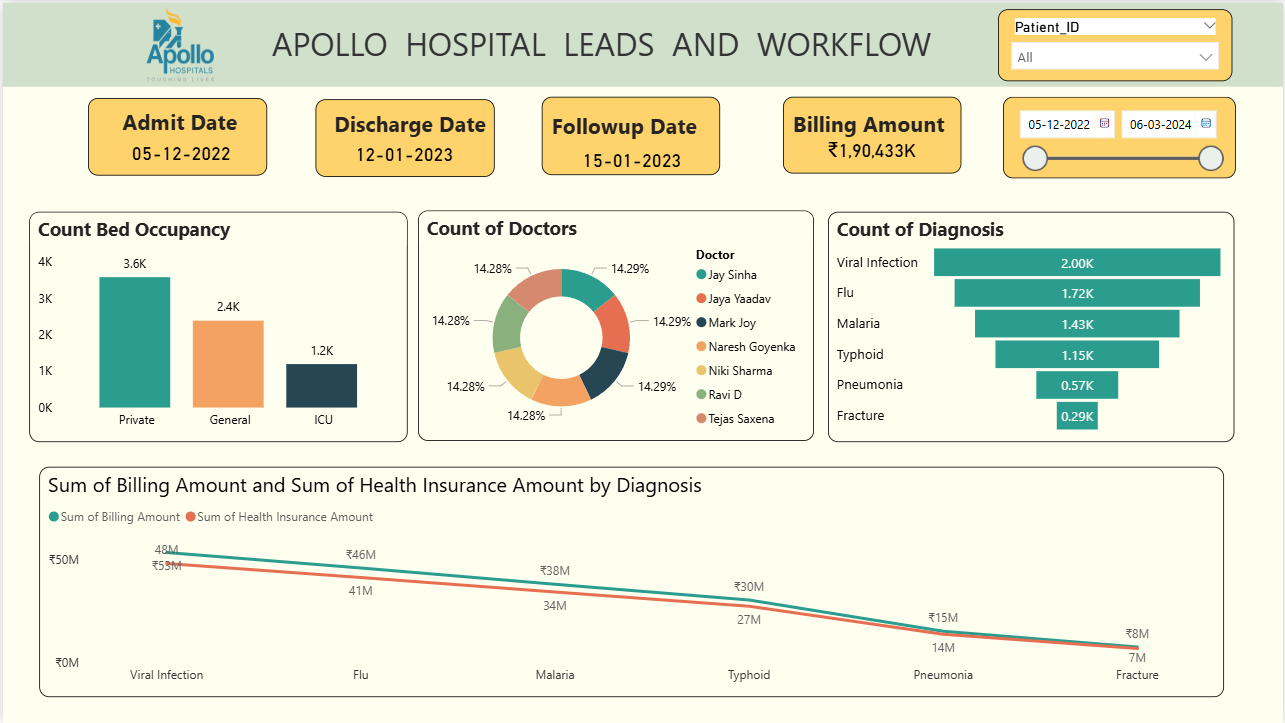 Apollo
HOSPITALS
TOUCHING LIVES
APOLLO HOSPITAL LEADS AND WORKFLOW
Patient_ID
All
Admit Date
05-12-2022
Discharge Date
12-01-2023
Followup Date
15-01-2023
Billing Amount
₹1,90,433K
05-12-2022
06-03-2024
Count Bed Occupancy
4K
3K
2K
1K
0K
3.6K
2.4K
1.2K
Private
General
ICU
Count of Doctors
14.28%
14.29%
14.28%
14.29%
14.28%
14.29%
14.28%
Doctor
Jay Sinha
Jaya Yaadav
Mark Joy
Naresh Goyenka
Niki Sharma
Ravi D
Tejas Saxena
Count of Diagnosis
Viral Infection 2.00K
Flu 1.72K
Malaria 1.43K
Typhoid 1.15K
Pneumonia 0.57K
Fracture 0.29K
Sum of Billing Amount and Sum of Health Insurance Amount by Diagnosis
Sum of Billing Amount Sum of Health Insurance Amount
₹50M
₹0M
48M
₹53M
₹46M
41M
₹38M
34M
₹30M
27M
₹15M
14M
₹8M
7M
Viral Infection
Flu
Malaria
Typhoid
Pneumonia
Fracture